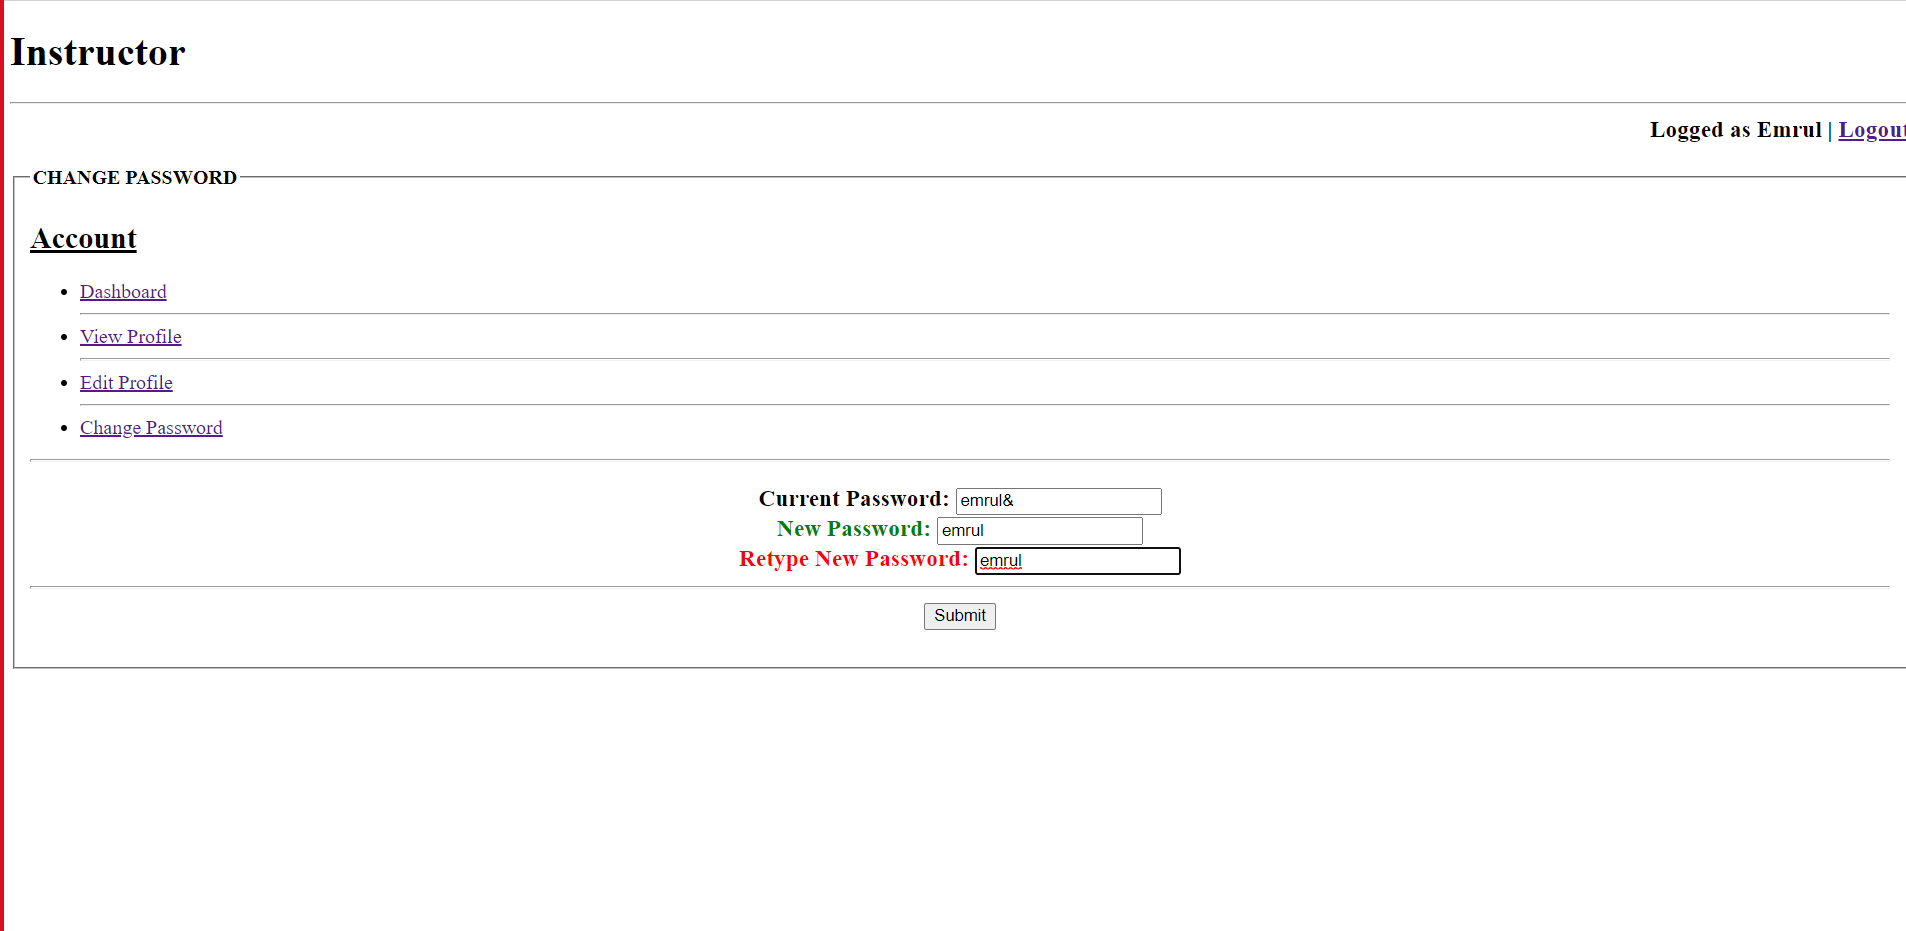 Instructor
Logged as Emrul | Logout
CHANGE PASSWORD
Account
Dashboard
View Profile
Edit Profile
Change Password
Current Password: emrul&
New Password: emrul
Retype New Password: emrul
Submit